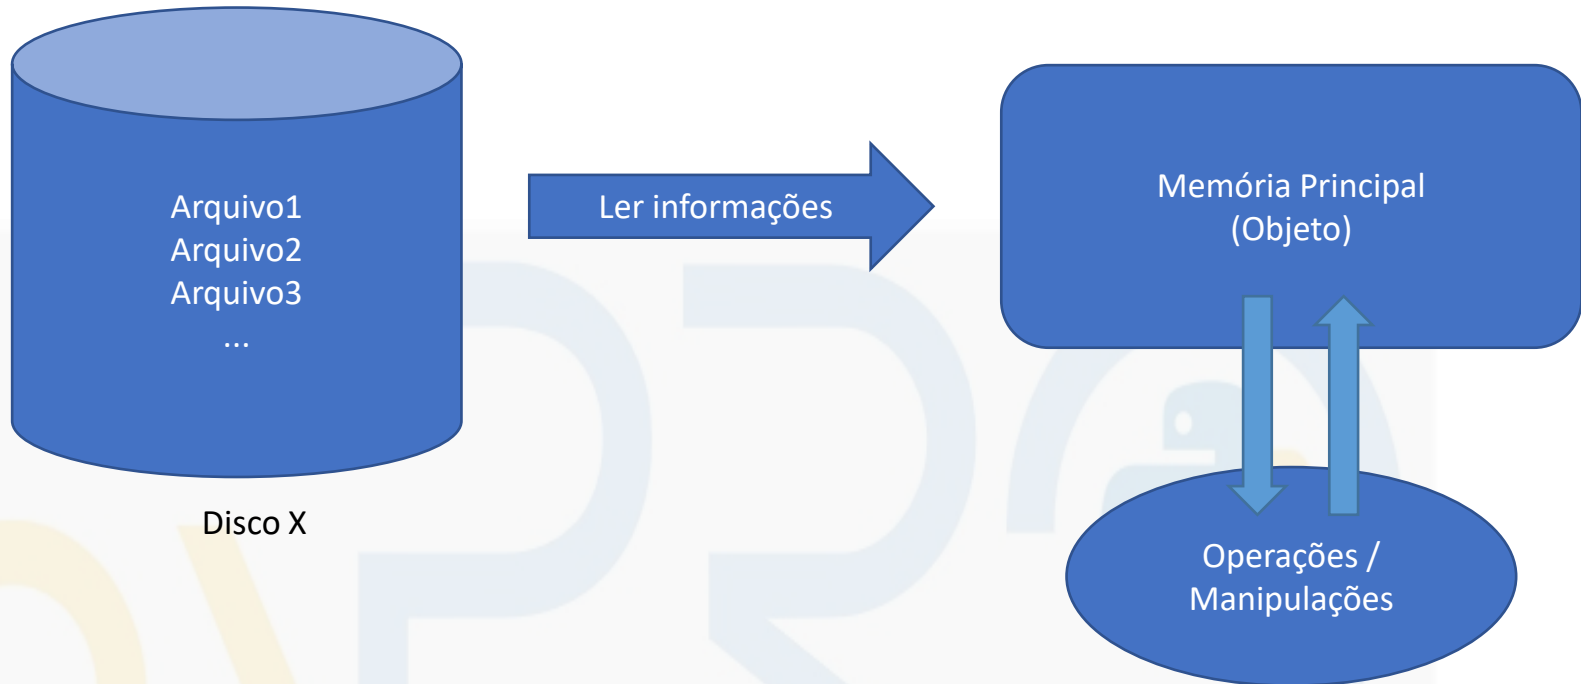 Arquivo1
Arquivo2
Arquivo3
...
Disco X
Ler informações
Memória Principal
(Objeto)
Operações /
Manipulações